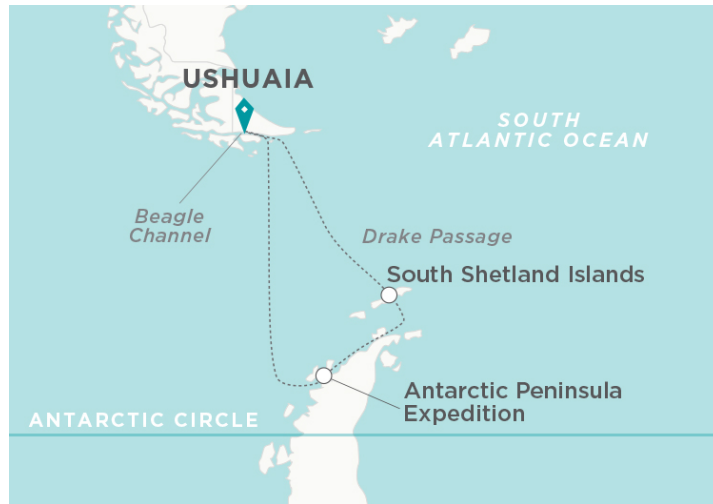 USHUAIA
SOUTH
ATLANTIC OCEAN
Beagle
Channel
Drake Passage
South Shetland Islands
Antarctic Peninsula
Expedition
ANTARCTIC CIRCLE